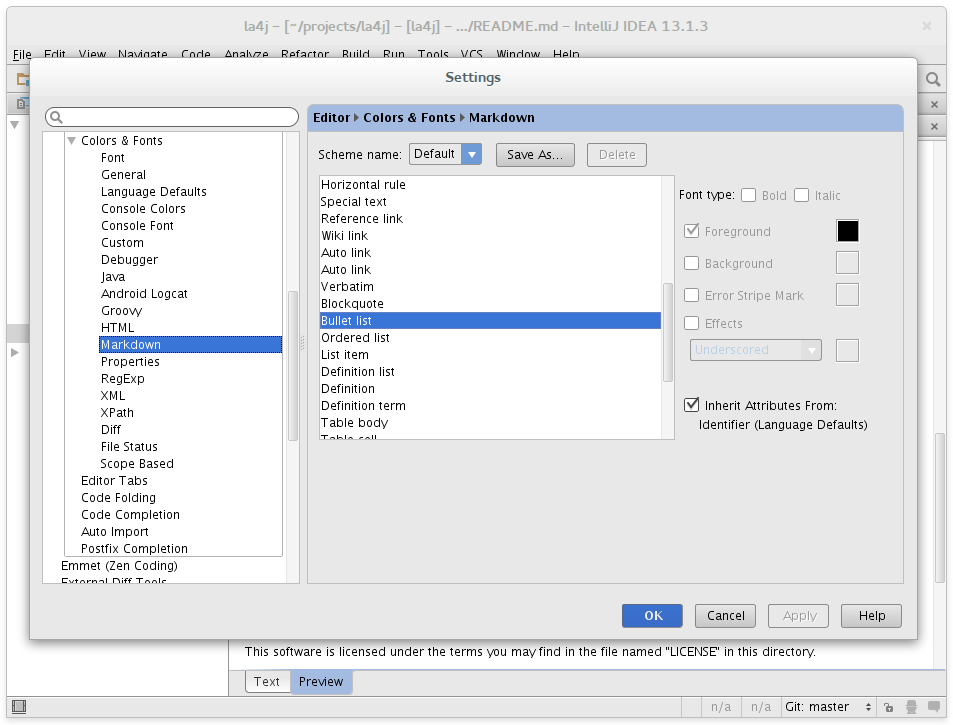 la4j – [~/projects/la4j] – [la4j] – .../README.md – IntelliJ IDEA 13.1.3
File Edit View Navigate Code Analyze Refactor Build Run Tools VCS Window Help
Settings
Colors & Fonts
Font
General
Language Defaults
Console Colors
Console Font
Custom
Debugger
Java
Android Logcat
Groovy
HTML
Markdown
Properties
RegExp
XML
XPath
Diff
File Status
Scope Based
Editor Tabs
Code Folding
Code Completion
Auto Import
Postfix Completion
Emmet (Zen Coding)
External Diff Tools
Editor Colors & Fonts Markdown
Scheme name: Default Save As... Delete
Horizontal rule
Special text
Reference link
Wiki link
Auto link
Auto link
Verbatim
Blockquote
Bullet list
Ordered list
List item
Definition list
Definition
Definition term
Table body
Table cell
Font type: Bold Italic
Foreground
Background
Error Stripe Mark
Effects
Underscored
Inherit Attributes From:
Identifier (Language Defaults)
OK Cancel Apply Help
This software is licensed under the terms you may find in the file named "LICENSE" in this directory.
Text Preview
n/a n/a Git: master